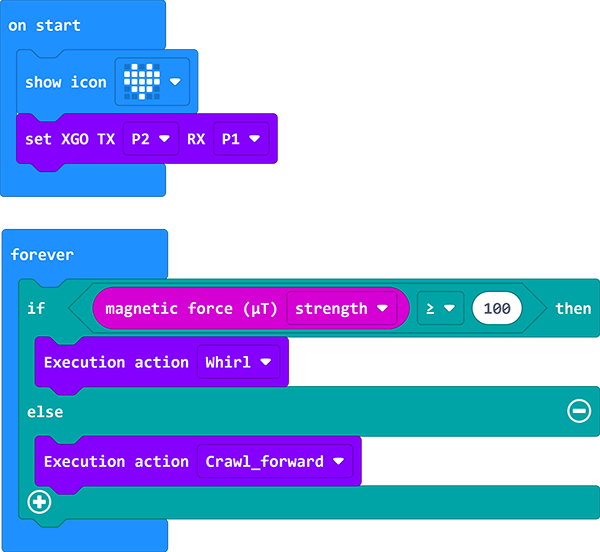 on start
show icon
set XGO TX P2 RX P1
forever
if magnetic force (µT) strength ≥ 100 then
Execution action Whirl
else
Execution action Crawl_forward